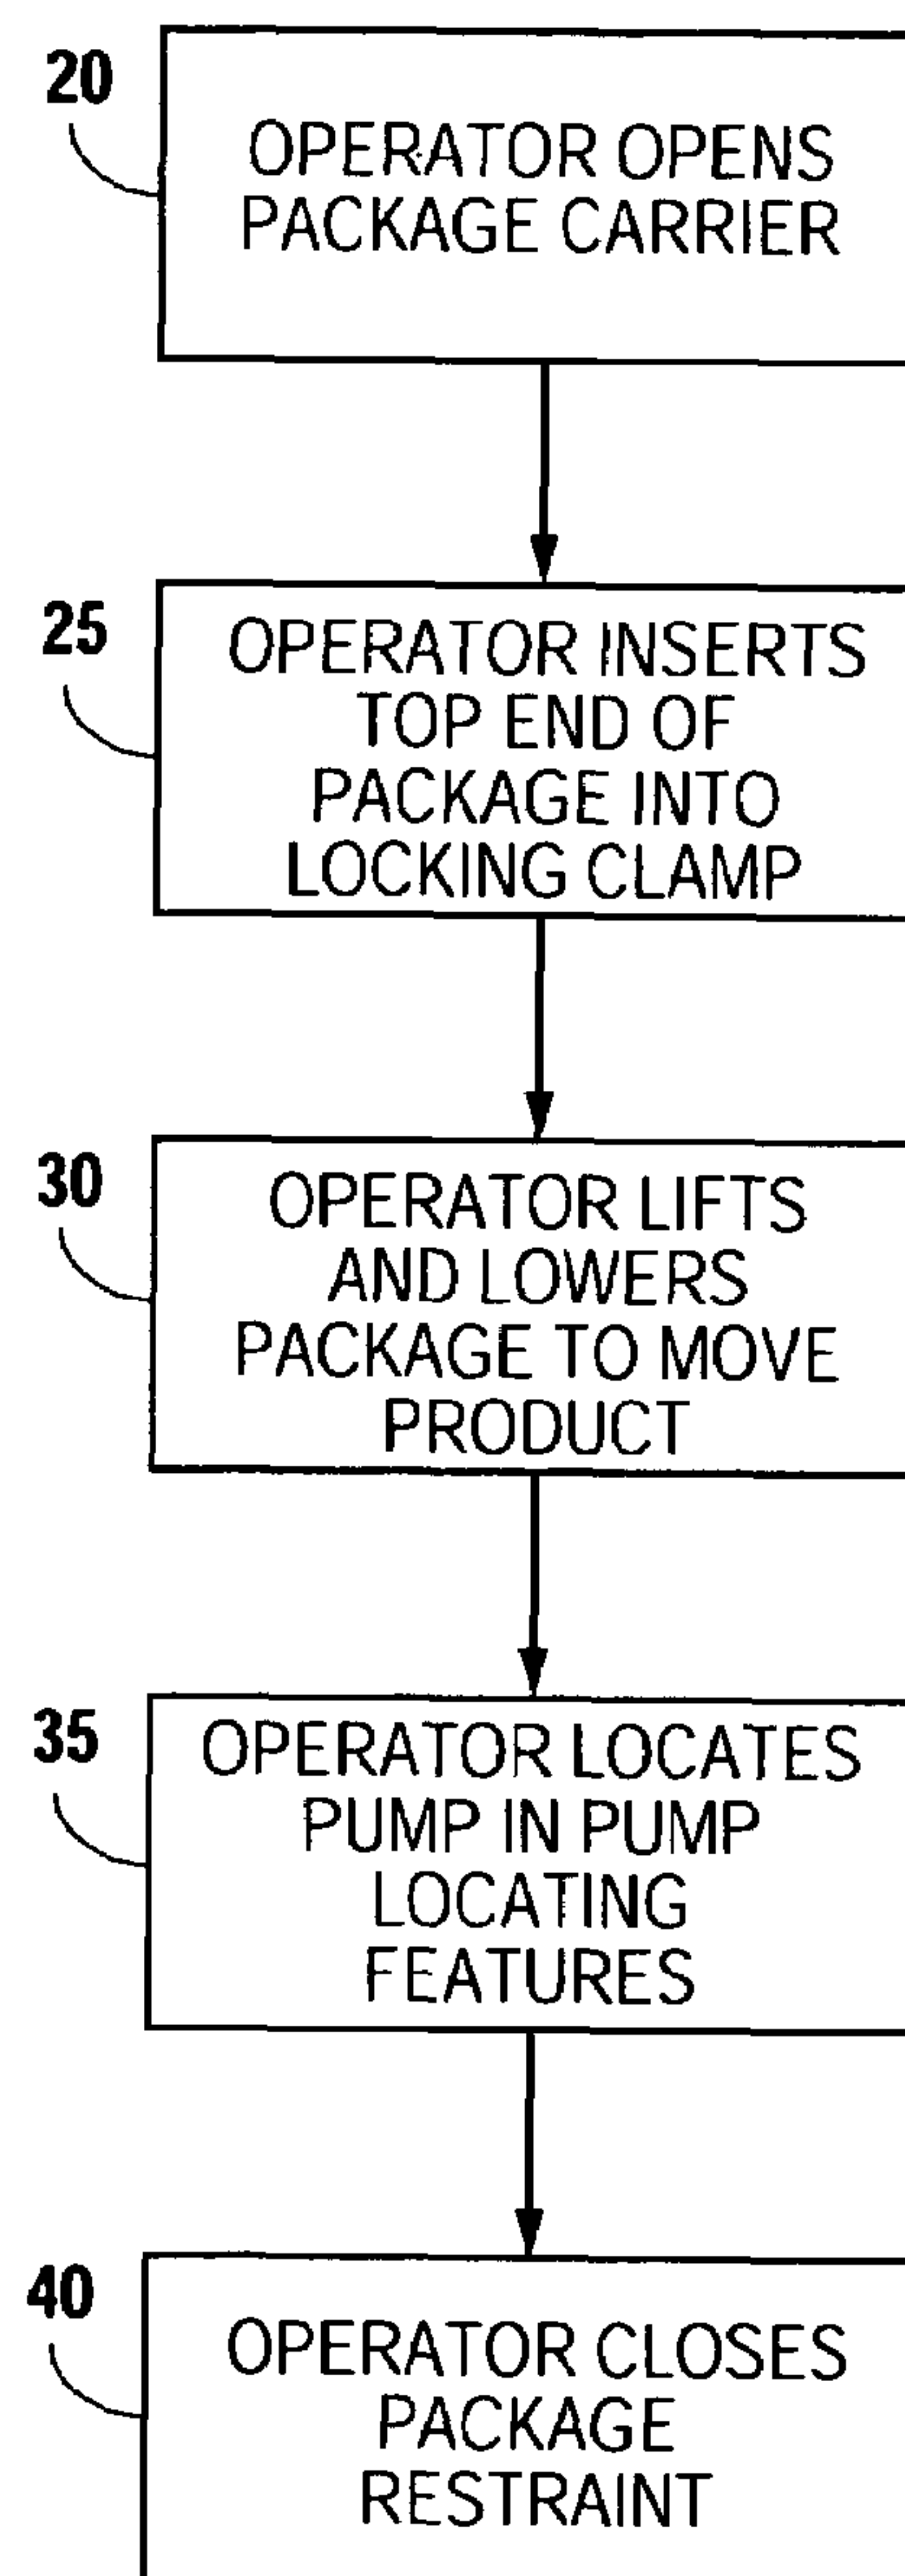 20
OPERATOR OPENS
PACKAGE CARRIER
25
OPERATOR INSERTS
TOP END OF
PACKAGE INTO
LOCKING CLAMP
30
OPERATOR LIFTS
AND LOWERS
PACKAGE TO MOVE
PRODUCT
35
OPERATOR LOCATES
PUMP IN PUMP
LOCATING
FEATURES
40
OPERATOR CLOSES
PACKAGE
RESTRAINT